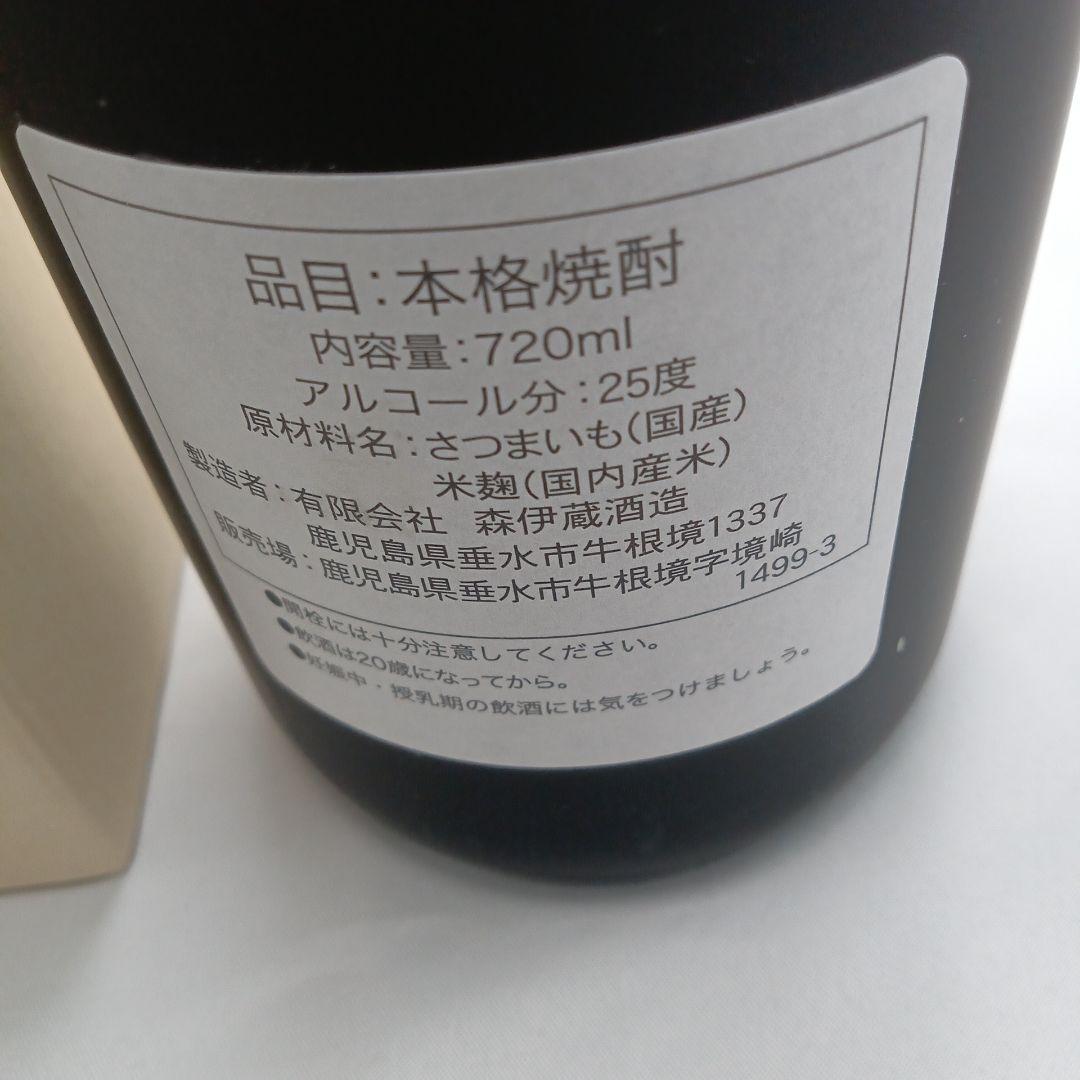 品目：本格焼酎
内容量：720ml
アルコール分：25度
原材料名：さつまいも(国産)
米麹(国内産米)
製造者：有限会社 森伊蔵酒造
鹿児島県垂水市牛根境1337
販売場：鹿児島県垂水市牛根境字境崎
1499-3
●開栓には十分注意してください。
●飲酒は20歳になってから。
●妊娠中・授乳期の飲酒には気をつけましょう。